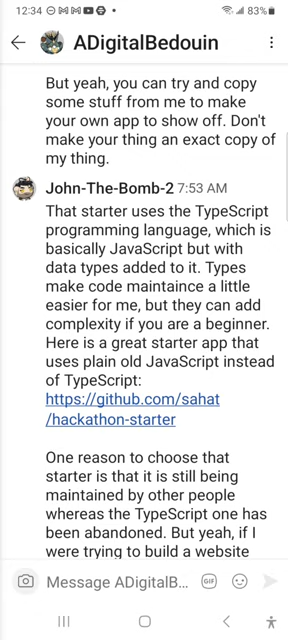 12:34
83%
ADigitalBedouin
But yeah, you can try and copy
some stuff from me to make
your own app to show off. Don't
make your thing an exact copy of
my thing.
John-The-Bomb-2 7:53 AM
That starter uses the TypeScript
programming language, which is
basically JavaScript but with
data types added to it. Types
make code maintaince a little
easier for me, but they can add
complexity if you are a beginner.
Here is a great starter app that
uses plain old JavaScript instead
of TypeScript:
https://github.com/sahat
/hackathon-starter
One reason to choose that
starter is that it is still being
maintained by other people
whereas the TypeScript one has
been abandoned. But yeah, if I
were trying to build a website
Message ADigitalB...
GIF